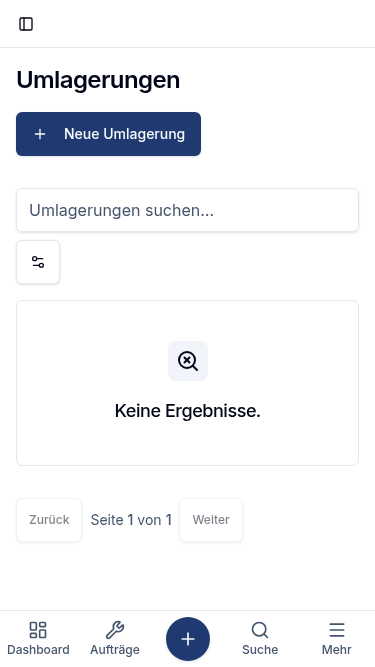 Umlagerungen
Neue Umlagerung
Umlagerungen suchen...
Keine Ergebnisse.
Zurück Seite 1 von 1 Weiter
Dashboard Aufträge Suche Mehr